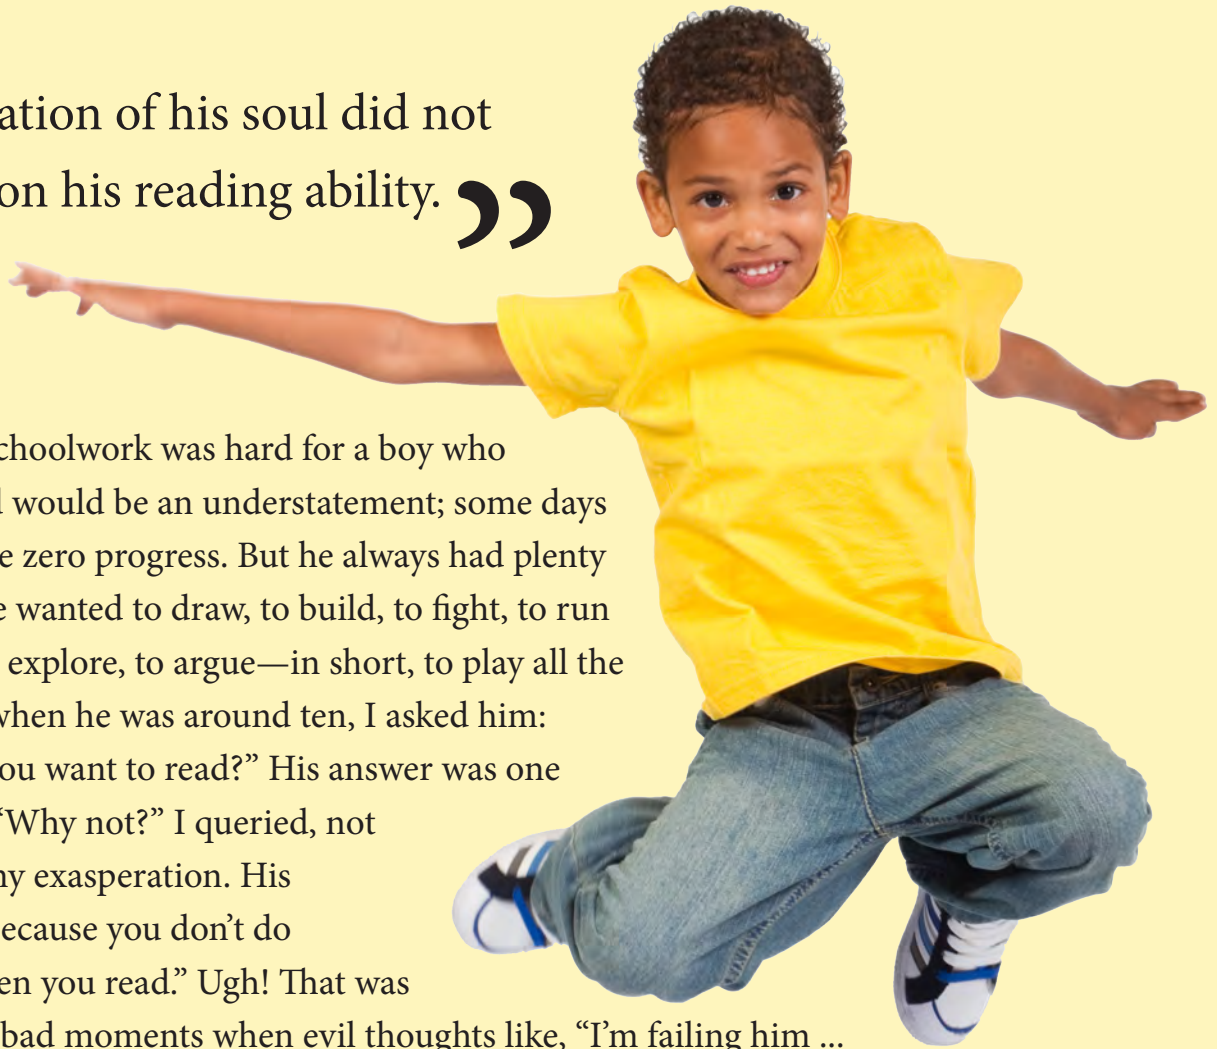 ation of his soul did not
on his reading ability.”
choolwork was hard for a boy who
would be an understatement; some days
e zero progress. But he always had plenty
e wanted to draw, to build, to fight, to run
explore, to argue—in short, to play all the
when he was around ten, I asked him:
ou want to read?” His answer was one
“Why not?” I queried, not
ny exasperation. His
ecause you don’t do
en you read.” Ugh! That was
bad moments when evil thoughts like, “I’m failing him ...